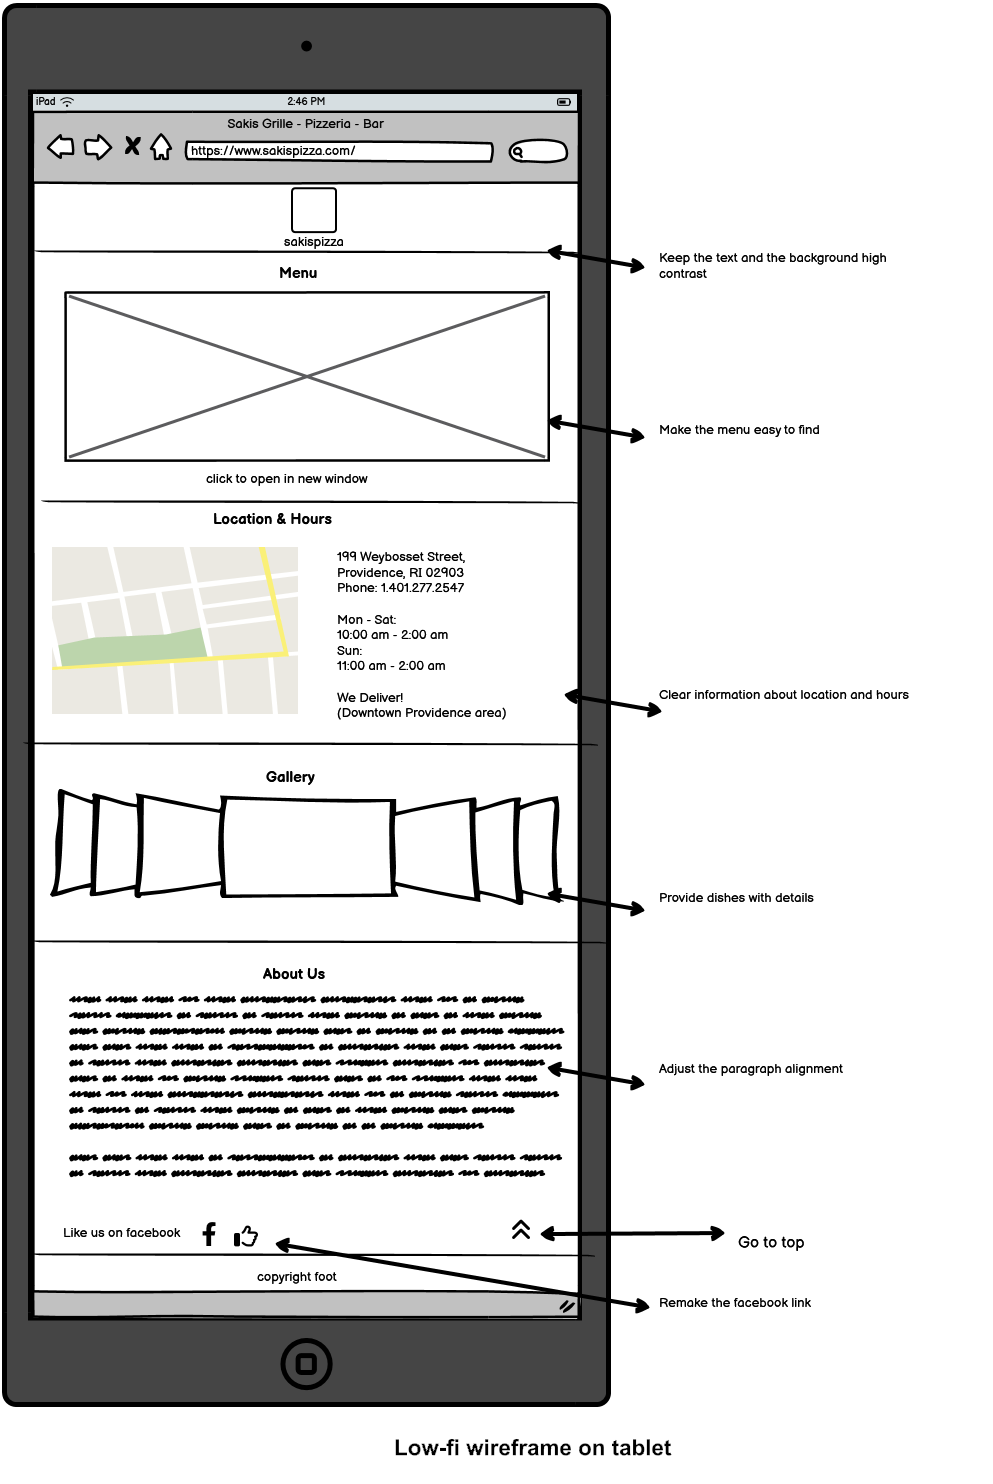 iPad
2:46 PM
Sakis Grille - Pizzeria - Bar
https://www.sakispizza.com/
sakispizza
Keep the text and the background high
contrast
Menu
Make the menu easy to find
click to open in new window
Location & Hours
199 Weybosset Street,
Providence, RI 02903
Phone: 1.401.277.2547
Mon - Sat:
10:00 am - 2:00 am
Sun:
11:00 am - 2:00 am
We Deliver!
(Downtown Providence area)
Clear information about location and hours
Gallery
Provide dishes with details
About Us
Adjust the paragraph alignment
Like us on facebook
Go to top
copyright foot
Remake the facebook link
Low-fi wireframe on tablet